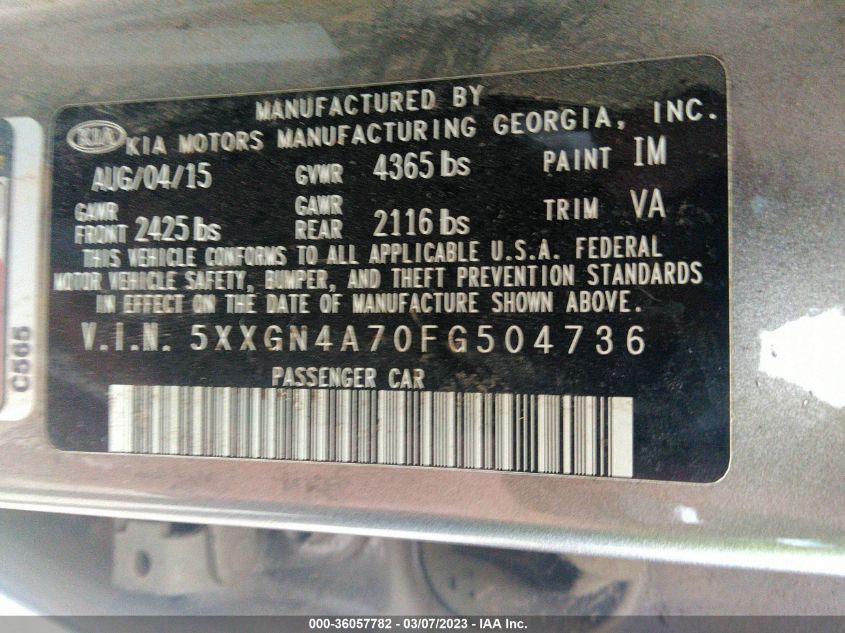 MANUFACTURED BY
KIA KIA MOTORS MANUFACTURING GEORGIA, INC.
AUG/04/15 GVWR 4365 lbs PAINT IM
GAWR FRONT 2425 lbs GAWR REAR 2116 lbs TRIM VA
THIS VEHICLE CONFORMS TO ALL APPLICABLE U.S.A. FEDERAL
MOTOR VEHICLE SAFETY, BUMPER, AND THEFT PREVENTION STANDARDS
IN EFFECT ON THE DATE OF MANUFACTURE SHOWN ABOVE.
V.I.N. 5XXGN4A70FG504736
PASSENGER CAR
C565
000-36057782 - 03/07/2023 - IAA Inc.